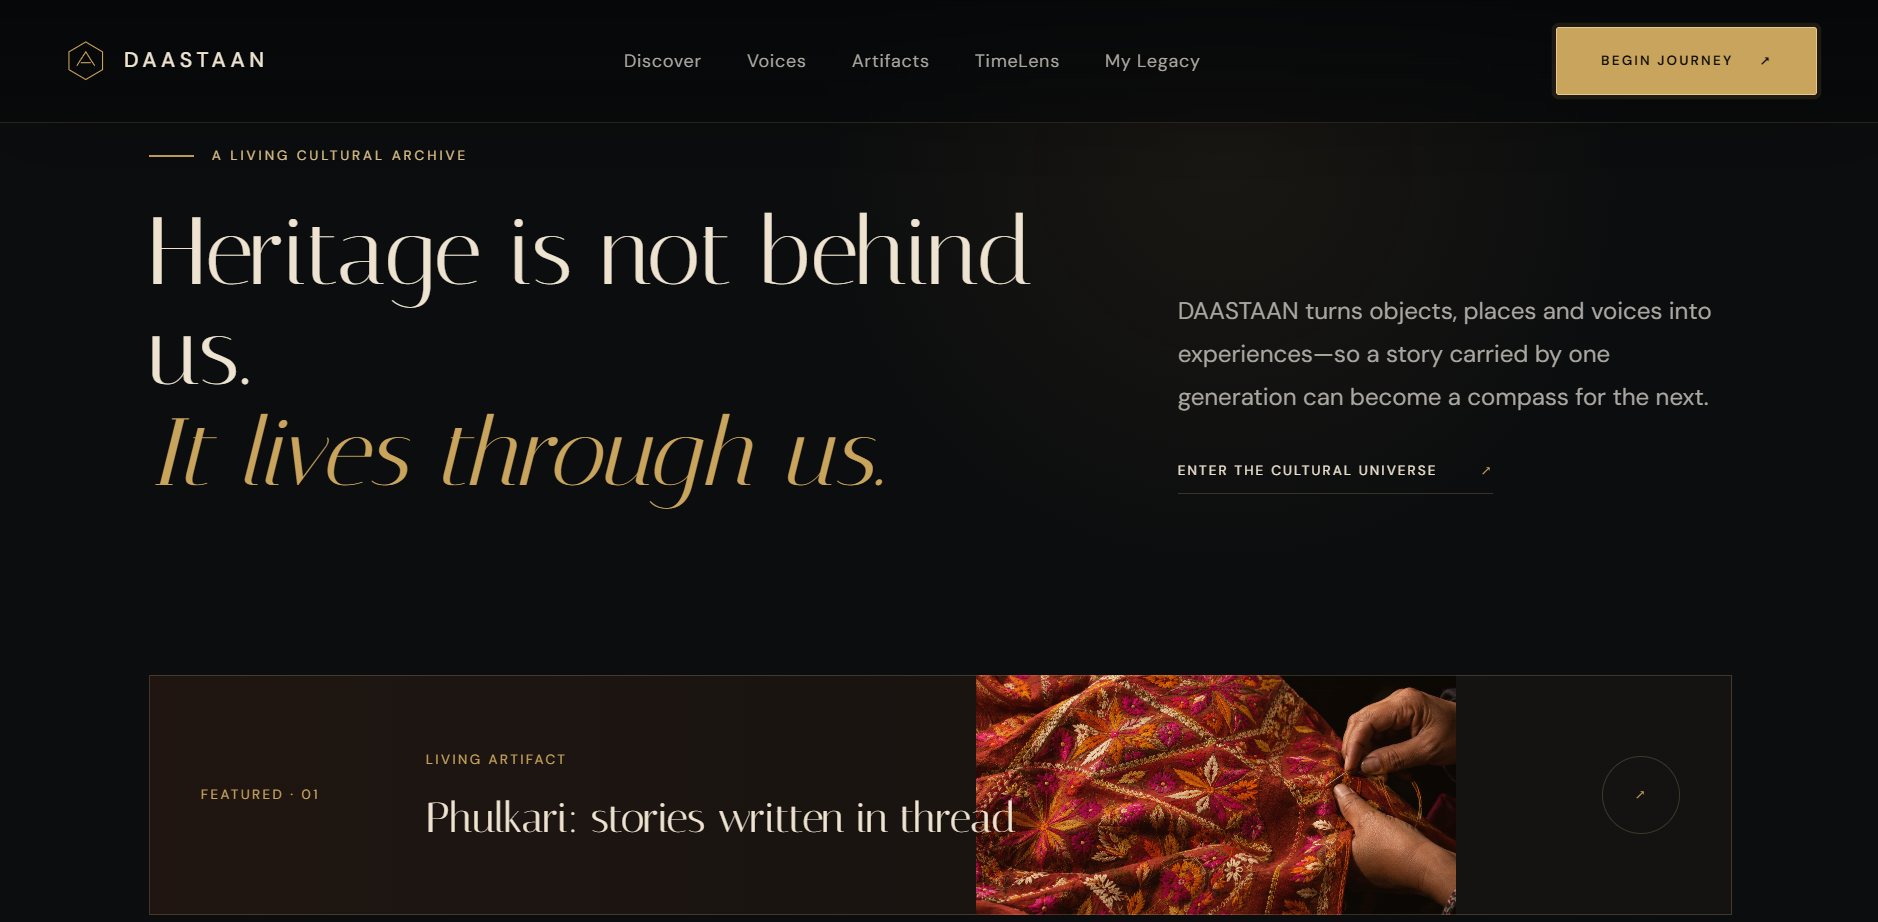 DAASTAAN
Discover
Voices
Artifacts
TimeLens
My Legacy
BEGIN JOURNEY ↗
A LIVING CULTURAL ARCHIVE
Heritage is not behind
us.
It lives through us.
DAASTAAN turns objects, places and voices into
experiences—so a story carried by one
generation can become a compass for the next.
ENTER THE CULTURAL UNIVERSE ↗
FEATURED · 01
LIVING ARTIFACT
Phulkari: stories written in thread
↗